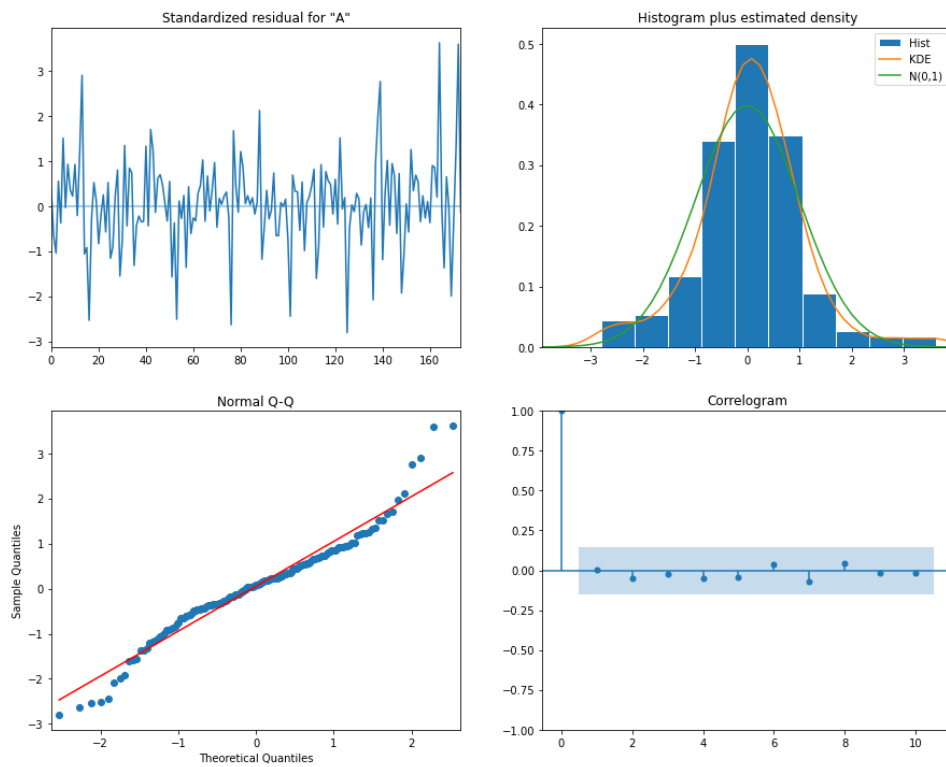 Standardized residual for "A"
3
2
1
0
−1
−2
−3
0 20 40 60 80 100 120 140 160
Histogram plus estimated density
Hist
KDE
N(0,1)
0.5
0.4
0.3
0.2
0.1
0.0
−3 −2 −1 0 1 2 3
Normal Q-Q
Sample Quantiles
3
2
1
0
−1
−2
−3
−2 −1 0 1 2
Theoretical Quantiles
Correlogram
1.00
0.75
0.50
0.25
0.00
−0.25
−0.50
−0.75
−1.00
0 2 4 6 8 10